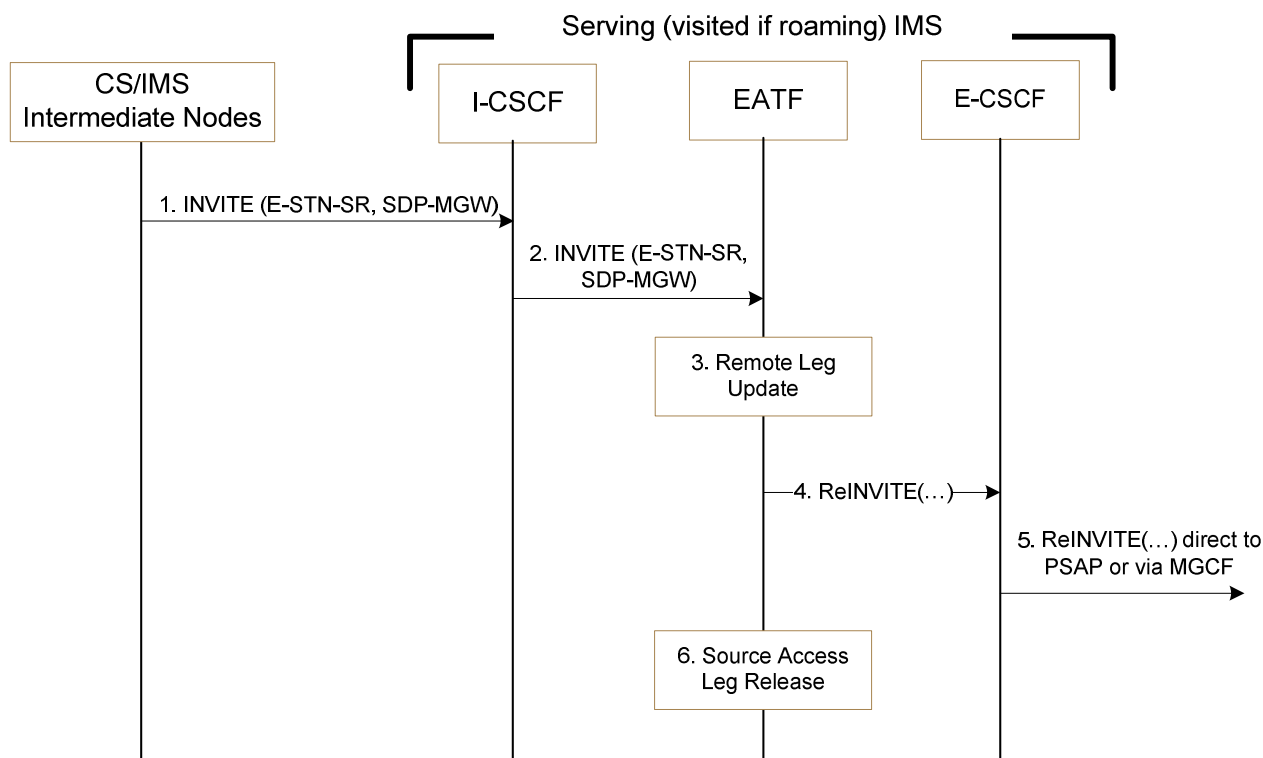 Serving (visited if roaming) IMS
CS/IMS
Intermediate Nodes
I-CSCF
EATF
E-CSCF
1. INVITE (E-STN-SR, SDP-MGW)
2. INVITE (E-STN-SR,
SDP-MGW)
3. Remote Leg
Update
4. ReINVITE(…)
5. ReINVITE(…) direct to
PSAP or via MGCF
6. Source Access
Leg Release